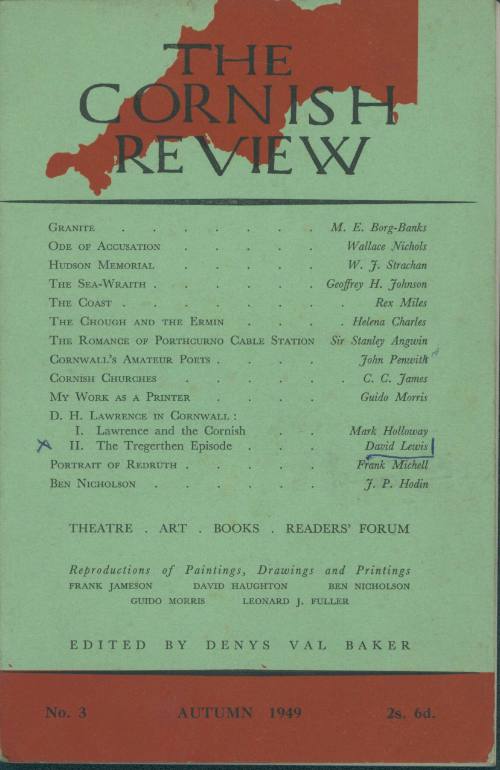 THE
CORNISH
REVIEW
GRANITE . . . . . . . M. E. Borg-Banks
ODE OF ACCUSATION . . . . . Wallace Nichols
HUDSON MEMORIAL . . . . . W. J. Strachan
THE SEA-WRAITH . . . . . Geoffrey H. Johnson
THE COAST . . . . . . . Rex Miles
THE CHOUGH AND THE ERMIN . . . . Helena Charles
THE ROMANCE OF PORTHCURNO CABLE STATION Sir Stanley Angwin
CORNWALL'S AMATEUR POETS . . . . John Penwith
CORNISH CHURCHES . . . . . C. C. James
MY WORK AS A PRINTER . . . . Guido Morris
D. H. LAWRENCE IN CORNWALL :
I. Lawrence and the Cornish . . Mark Holloway
x II. The Tregerthen Episode . . . David Lewis
PORTRAIT OF REDRUTH . . . . . Frank Michell
BEN NICHOLSON . . . . . . J. P. Hodin
THEATRE . ART . BOOKS . READERS' FORUM
Reproductions of Paintings, Drawings and Printings
FRANK JAMESON DAVID HAUGHTON BEN NICHOLSON
GUIDO MORRIS LEONARD J. FULLER
EDITED BY DENYS VAL BAKER
No. 3 AUTUMN 1949 2s. 6d.